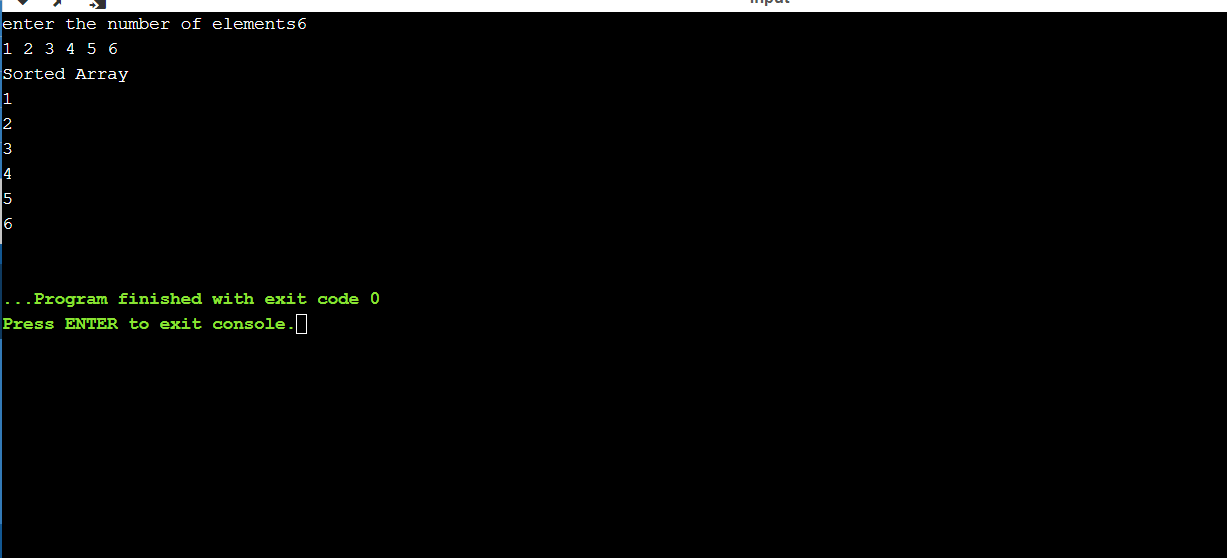 enter the number of elements6
1 2 3 4 5 6
Sorted Array
1
2
3
4
5
6
...Program finished with exit code 0
Press ENTER to exit console.